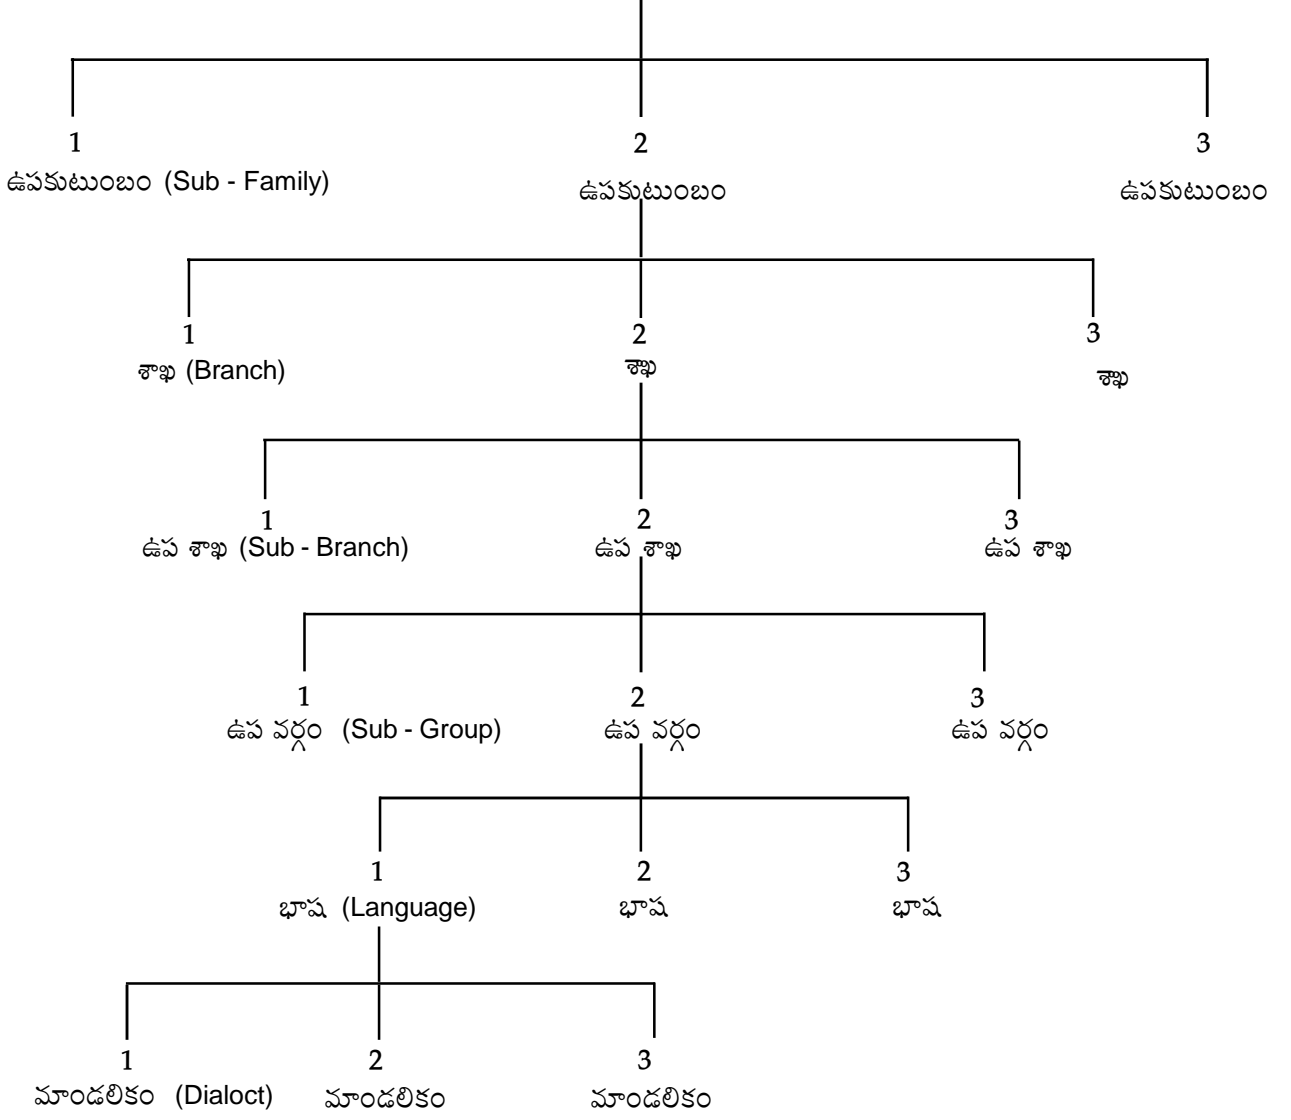 1 2 3
ఉపకుటుంబం (Sub - Family) ఉపకుటుంబం ఉపకుటుంబం
1 2 3
శాఖ (Branch) శాఖ శాఖ
1 2 3
ఉప శాఖ (Sub - Branch) ఉప శాఖ ఉప శాఖ
1 2 3
ఉప వర్గం (Sub - Group) ఉప వర్గం ఉప వర్గం
1 2 3
భాష (Language) భాష భాష
1 2 3
మాండలికం (Dialoct) మాండలికం మాండలికం